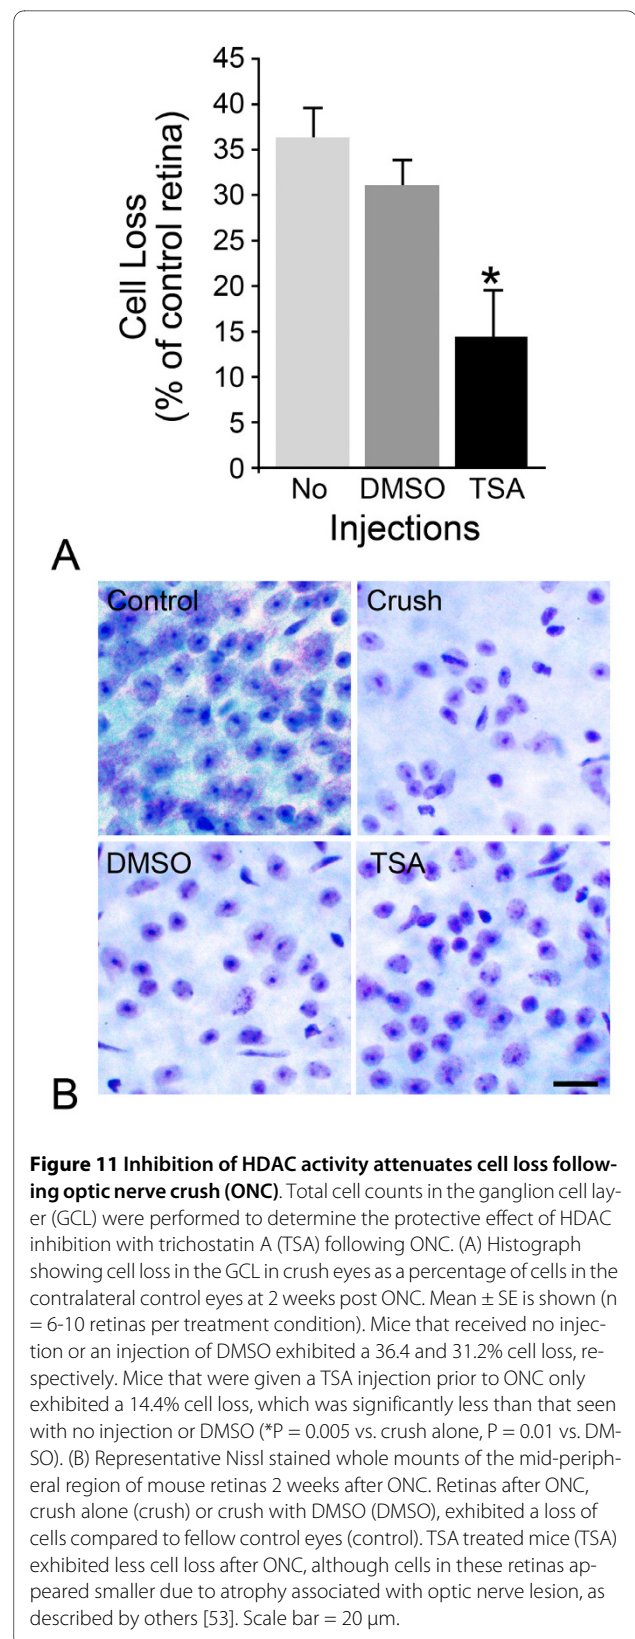 45
40
35
30
25
20
15
10
5
0
Cell Loss
(% of control retina)
*
No DMSO TSA
Injections
A
Control Crush
DMSO TSA
B
Figure 11 Inhibition of HDAC activity attenuates cell loss follow-
ing optic nerve crush (ONC). Total cell counts in the ganglion cell lay-
er (GCL) were performed to determine the protective effect of HDAC
inhibition with trichostatin A (TSA) following ONC. (A) Histograph
showing cell loss in the GCL in crush eyes as a percentage of cells in the
contralateral control eyes at 2 weeks post ONC. Mean ± SE is shown (n
= 6-10 retinas per treatment condition). Mice that received no injec-
tion or an injection of DMSO exhibited a 36.4 and 31.2% cell loss, re-
spectively. Mice that were given a TSA injection prior to ONC only
exhibited a 14.4% cell loss, which was significantly less than that seen
with no injection or DMSO (*P = 0.005 vs. crush alone, P = 0.01 vs. DM-
SO). (B) Representative Nissl stained whole mounts of the mid-periph-
eral region of mouse retinas 2 weeks after ONC. Retinas after ONC,
crush alone (crush) or crush with DMSO (DMSO), exhibited a loss of
cells compared to fellow control eyes (control). TSA treated mice (TSA)
exhibited less cell loss after ONC, although cells in these retinas ap-
peared smaller due to atrophy associated with optic nerve lesion, as
described by others [53]. Scale bar = 20 μm.